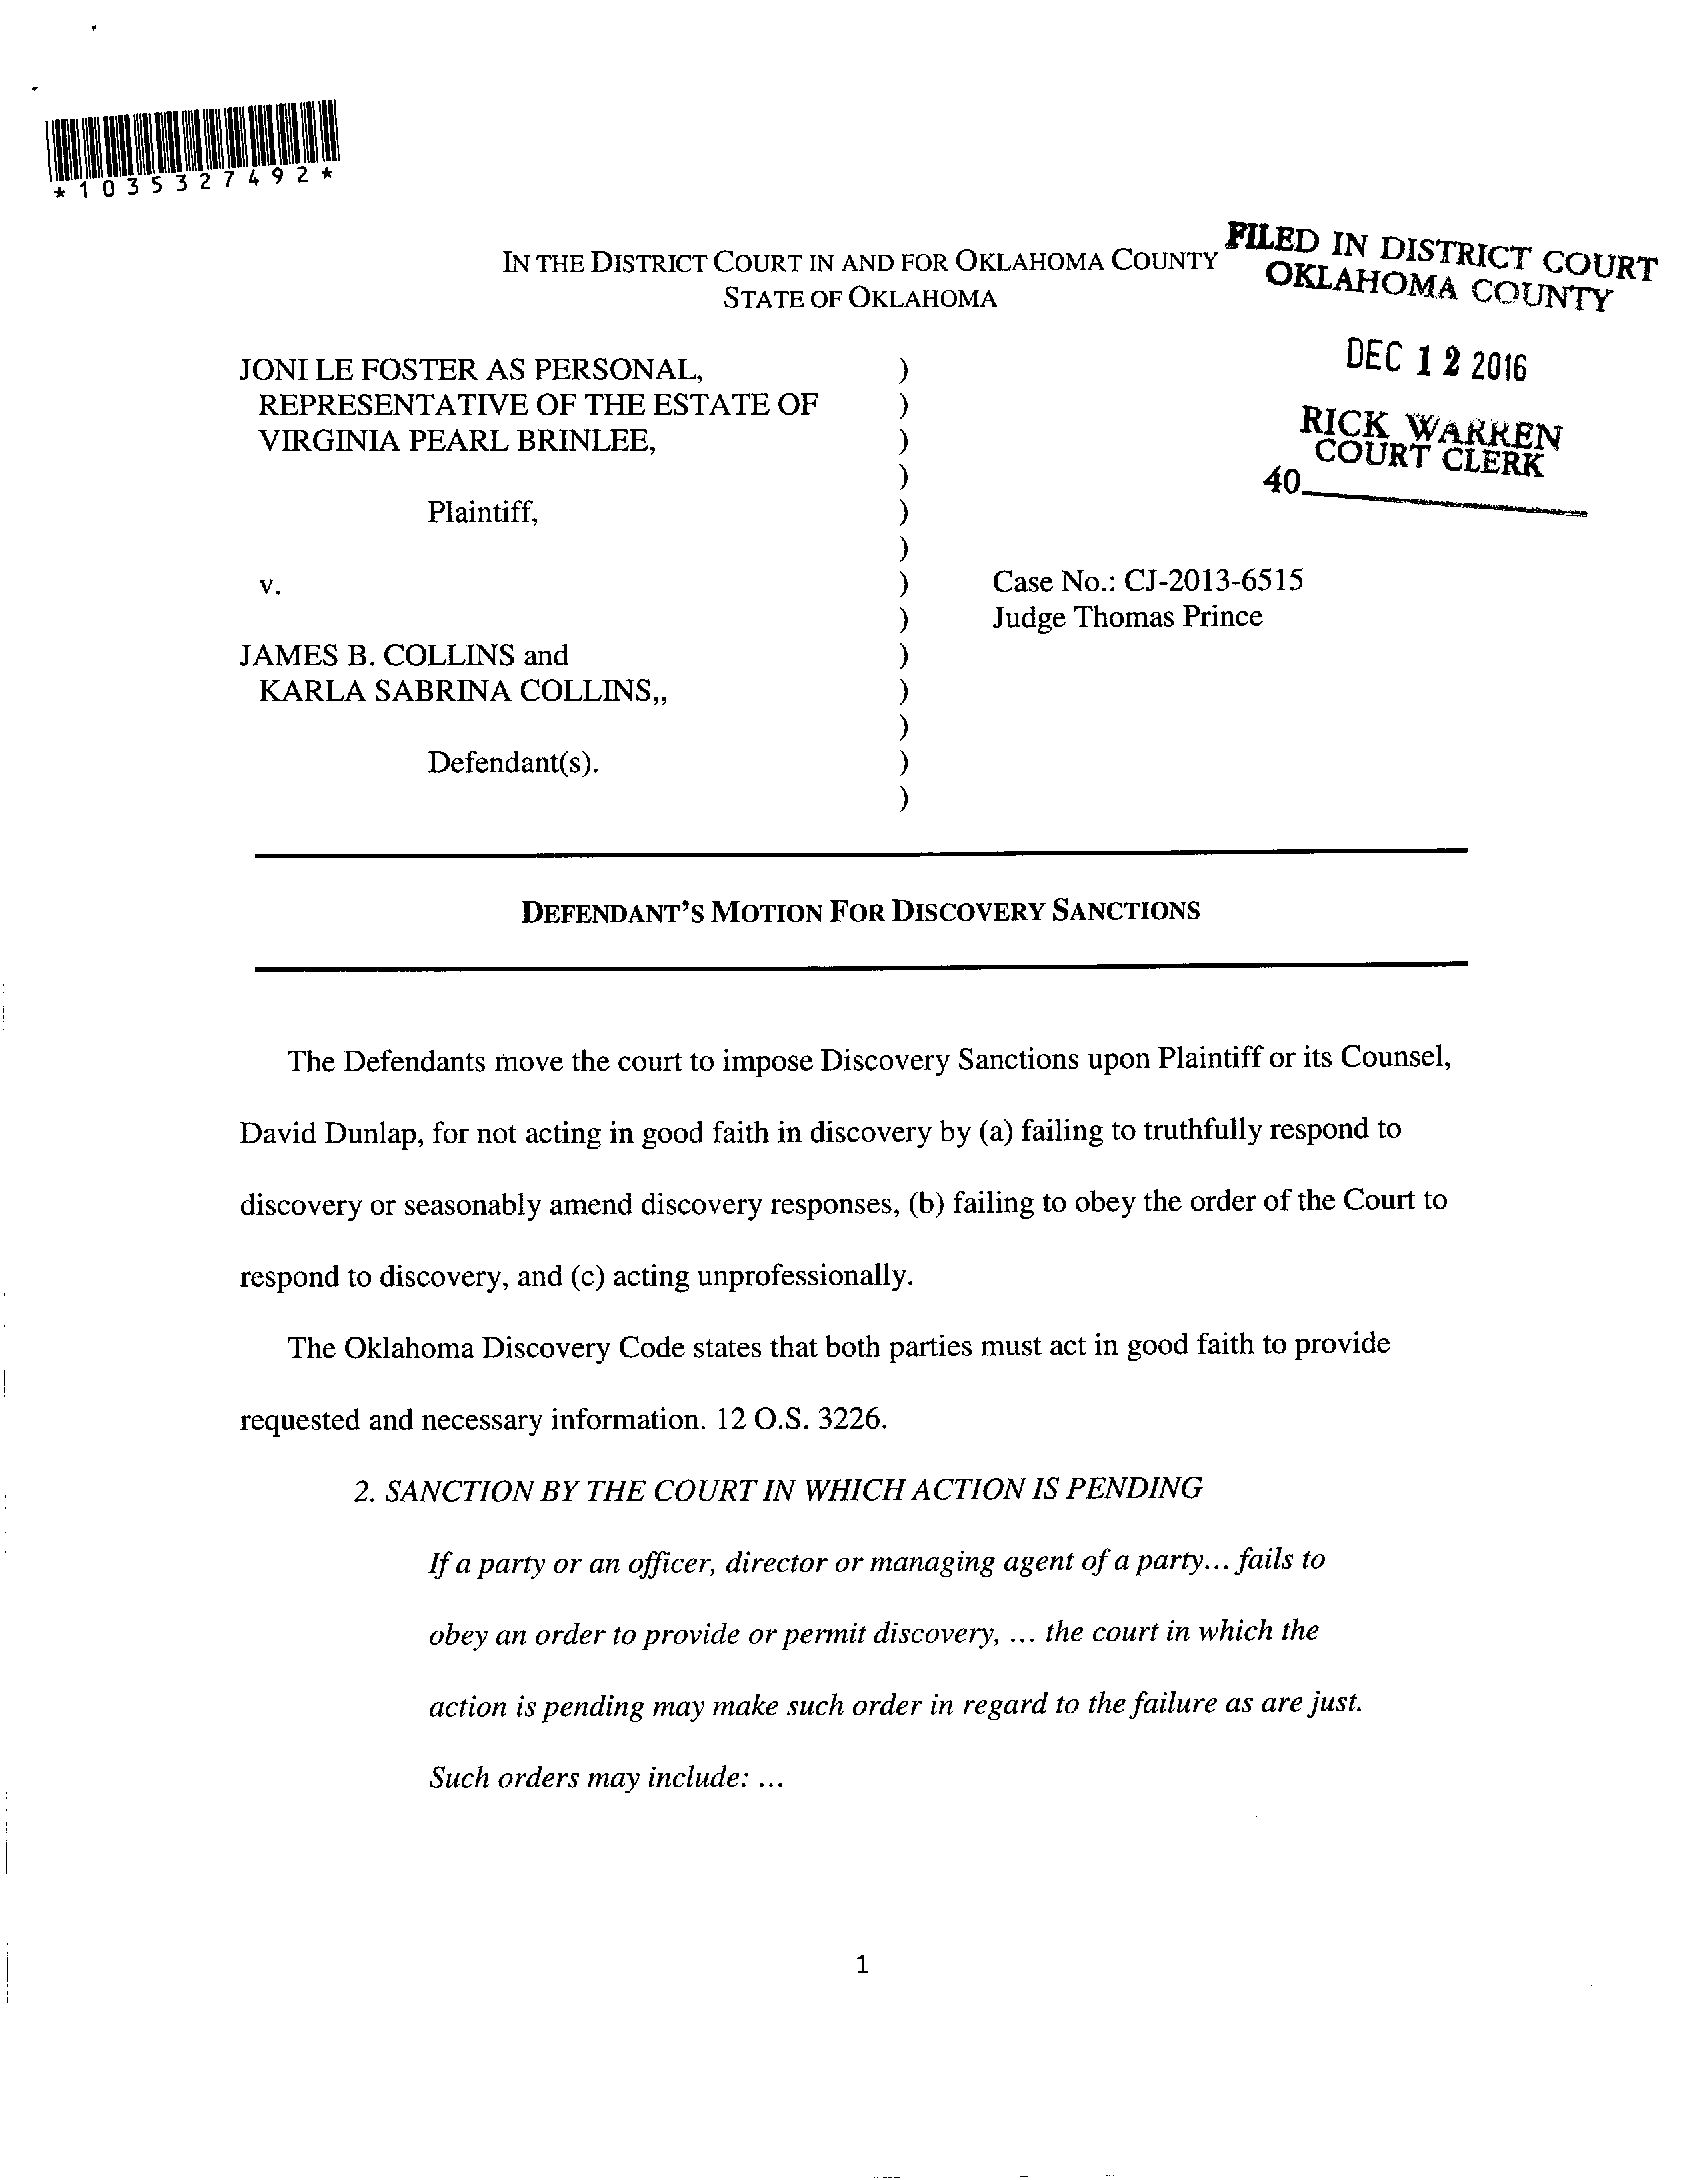 *1035327492*
IN THE DISTRICT COURT IN AND FOR OKLAHOMA COUNTY
STATE OF OKLAHOMA
FILED IN DISTRICT COURT
OKLAHOMA COUNTY
DEC 12 2016
RICK WARREN
COURT CLERK
40
JONI LE FOSTER AS PERSONAL, )
REPRESENTATIVE OF THE ESTATE OF )
VIRGINIA PEARL BRINLEE, )
)
Plaintiff, )
)
v. ) Case No.: CJ-2013-6515
) Judge Thomas Prince
JAMES B. COLLINS and )
KARLA SABRINA COLLINS,, )
)
Defendant(s). )
)
DEFENDANT'S MOTION FOR DISCOVERY SANCTIONS
The Defendants move the court to impose Discovery Sanctions upon Plaintiff or its Counsel,
David Dunlap, for not acting in good faith in discovery by (a) failing to truthfully respond to
discovery or seasonably amend discovery responses, (b) failing to obey the order of the Court to
respond to discovery, and (c) acting unprofessionally.
The Oklahoma Discovery Code states that both parties must act in good faith to provide
requested and necessary information. 12 O.S. 3226.
2. SANCTION BY THE COURT IN WHICH ACTION IS PENDING
If a party or an officer, director or managing agent of a party... fails to
obey an order to provide or permit discovery, ... the court in which the
action is pending may make such order in regard to the failure as are just.
Such orders may include: ...
1